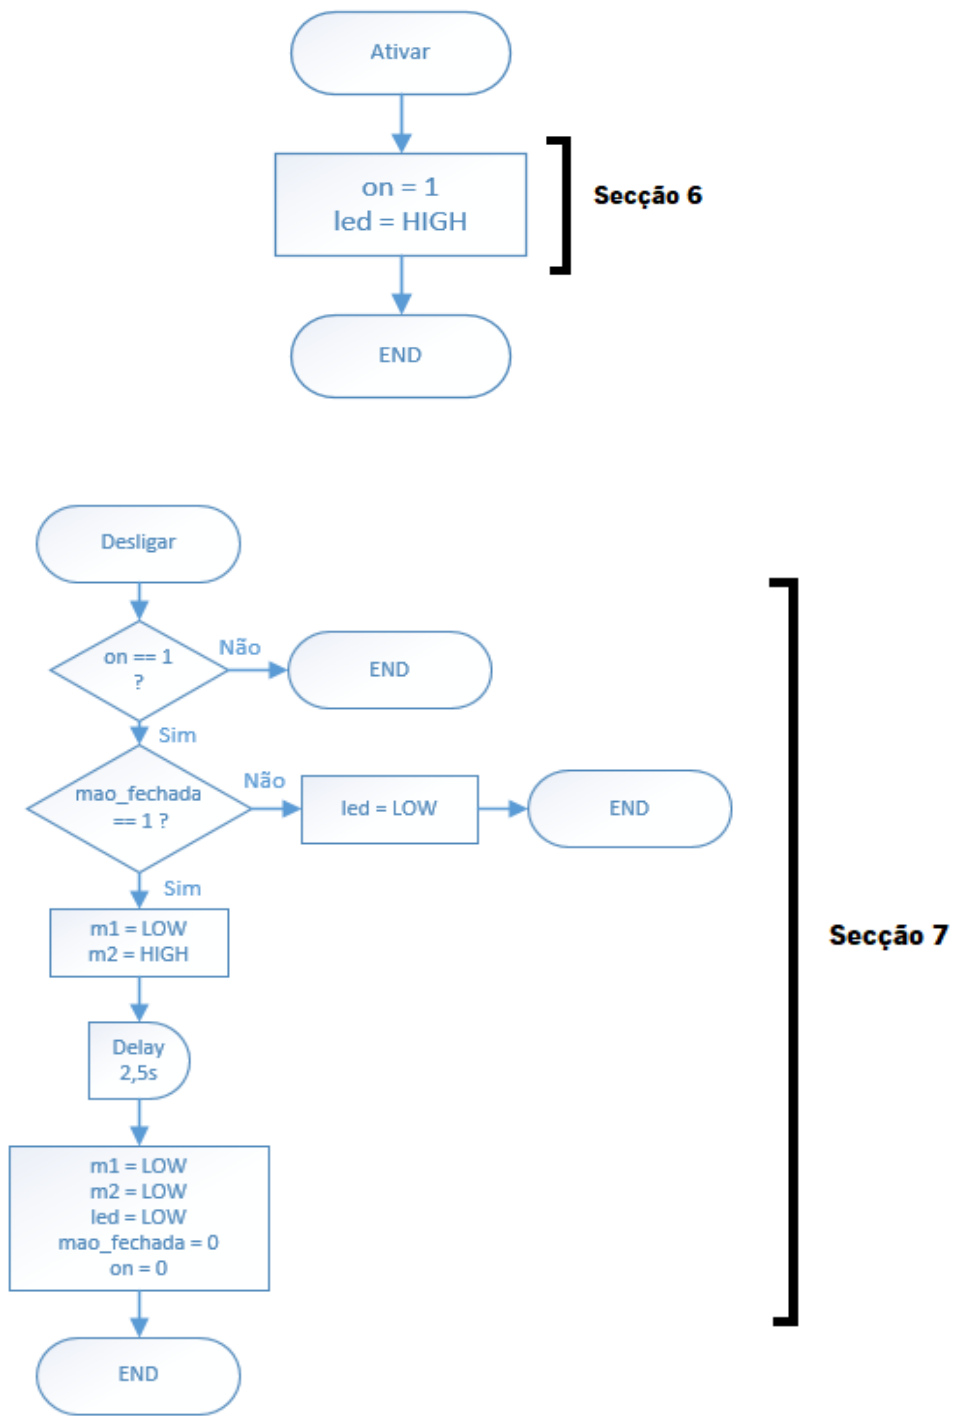 Ativar
on = 1
led = HIGH
Secção 6
END
Desligar
on == 1
?
Não
END
Sim
mao_fechada
== 1 ?
Não
led = LOW
END
Sim
m1 = LOW
m2 = HIGH
Secção 7
Delay
2,5s
m1 = LOW
m2 = LOW
led = LOW
mao_fechada = 0
on = 0
END